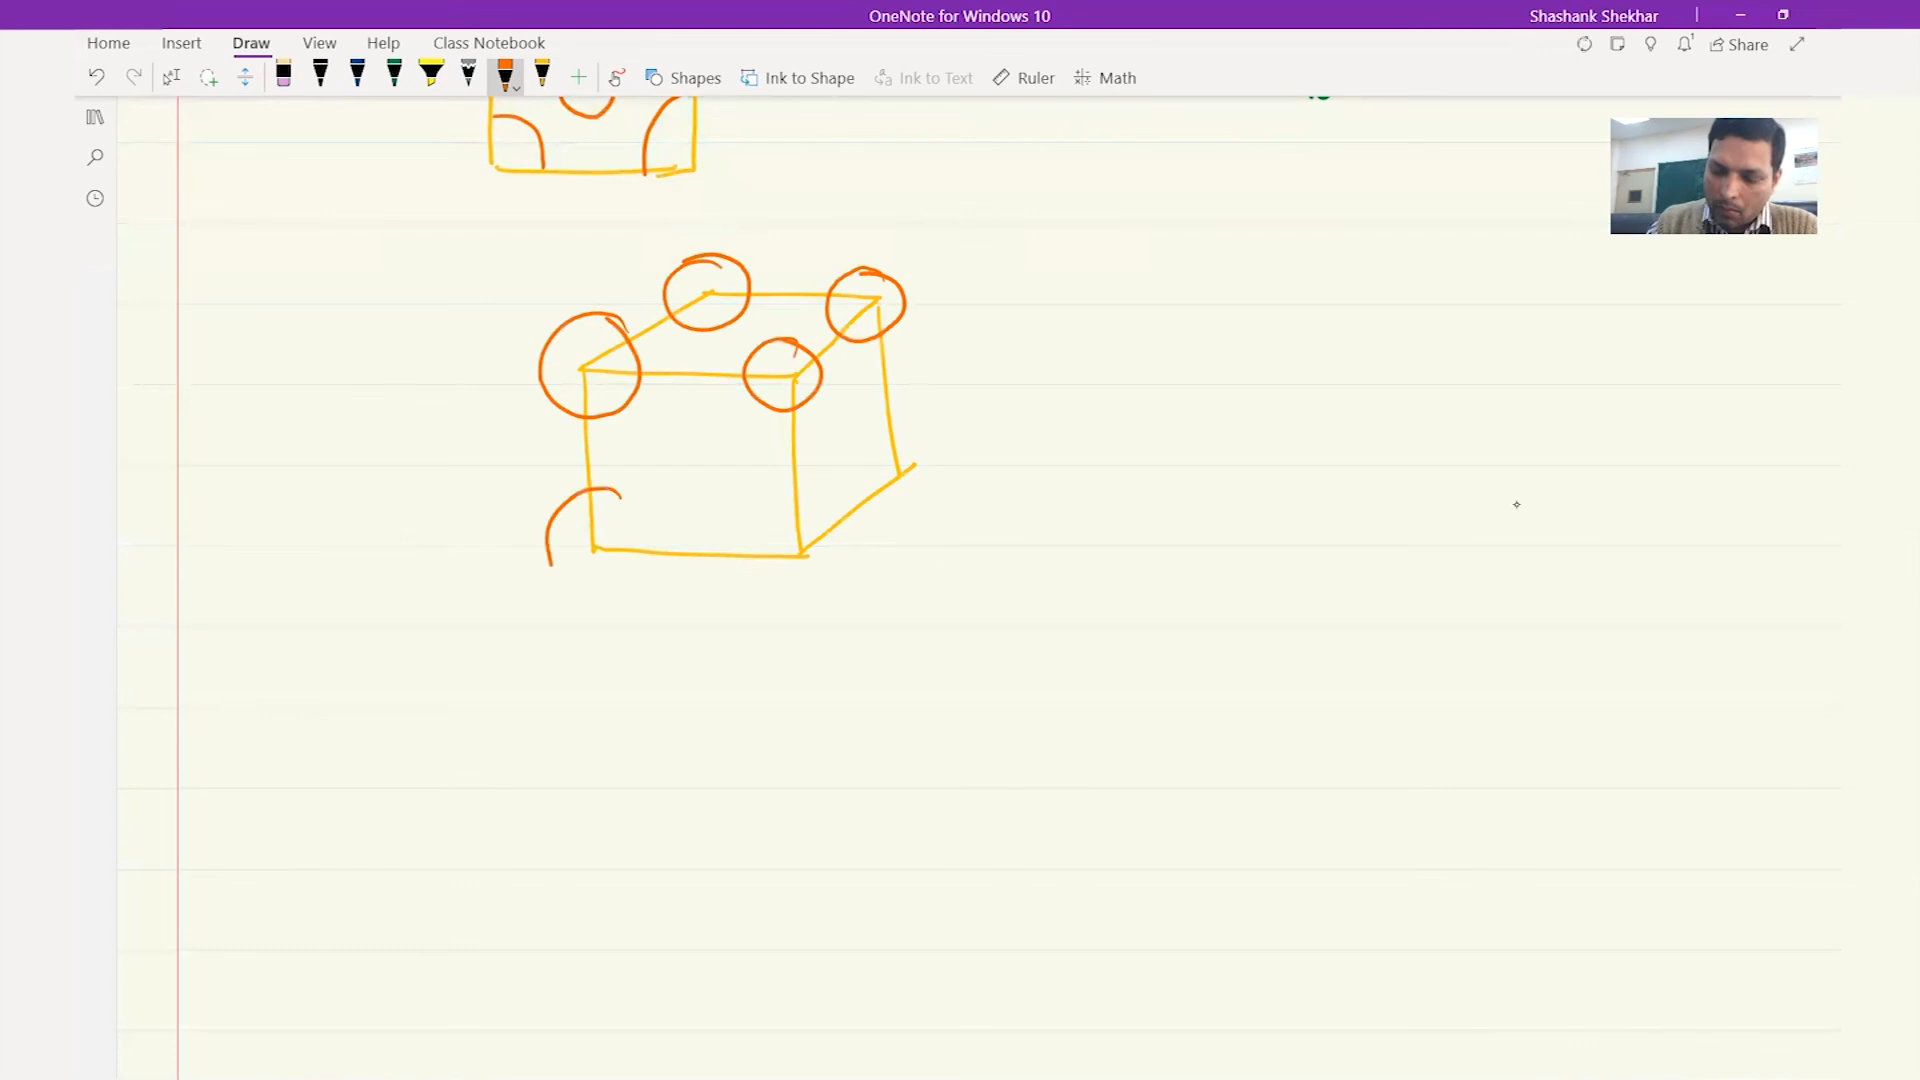 OneNote for Windows 10
Shashank Shekhar
Home Insert Draw View Help Class Notebook
Share
Shapes Ink to Shape Ink to Text Ruler Math